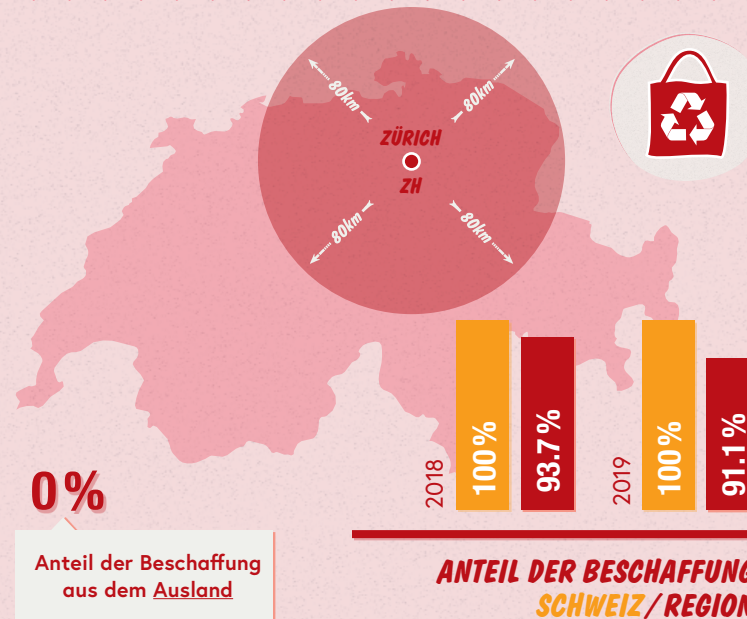 80km
80km
ZÜRICH
ZH
80km
80km
2018
100%
93.7%
2019
100%
91.1%
0%
Anteil der Beschaffung
aus dem Ausland
ANTEIL DER BESCHAFFUNG
SCHWEIZ/REGION